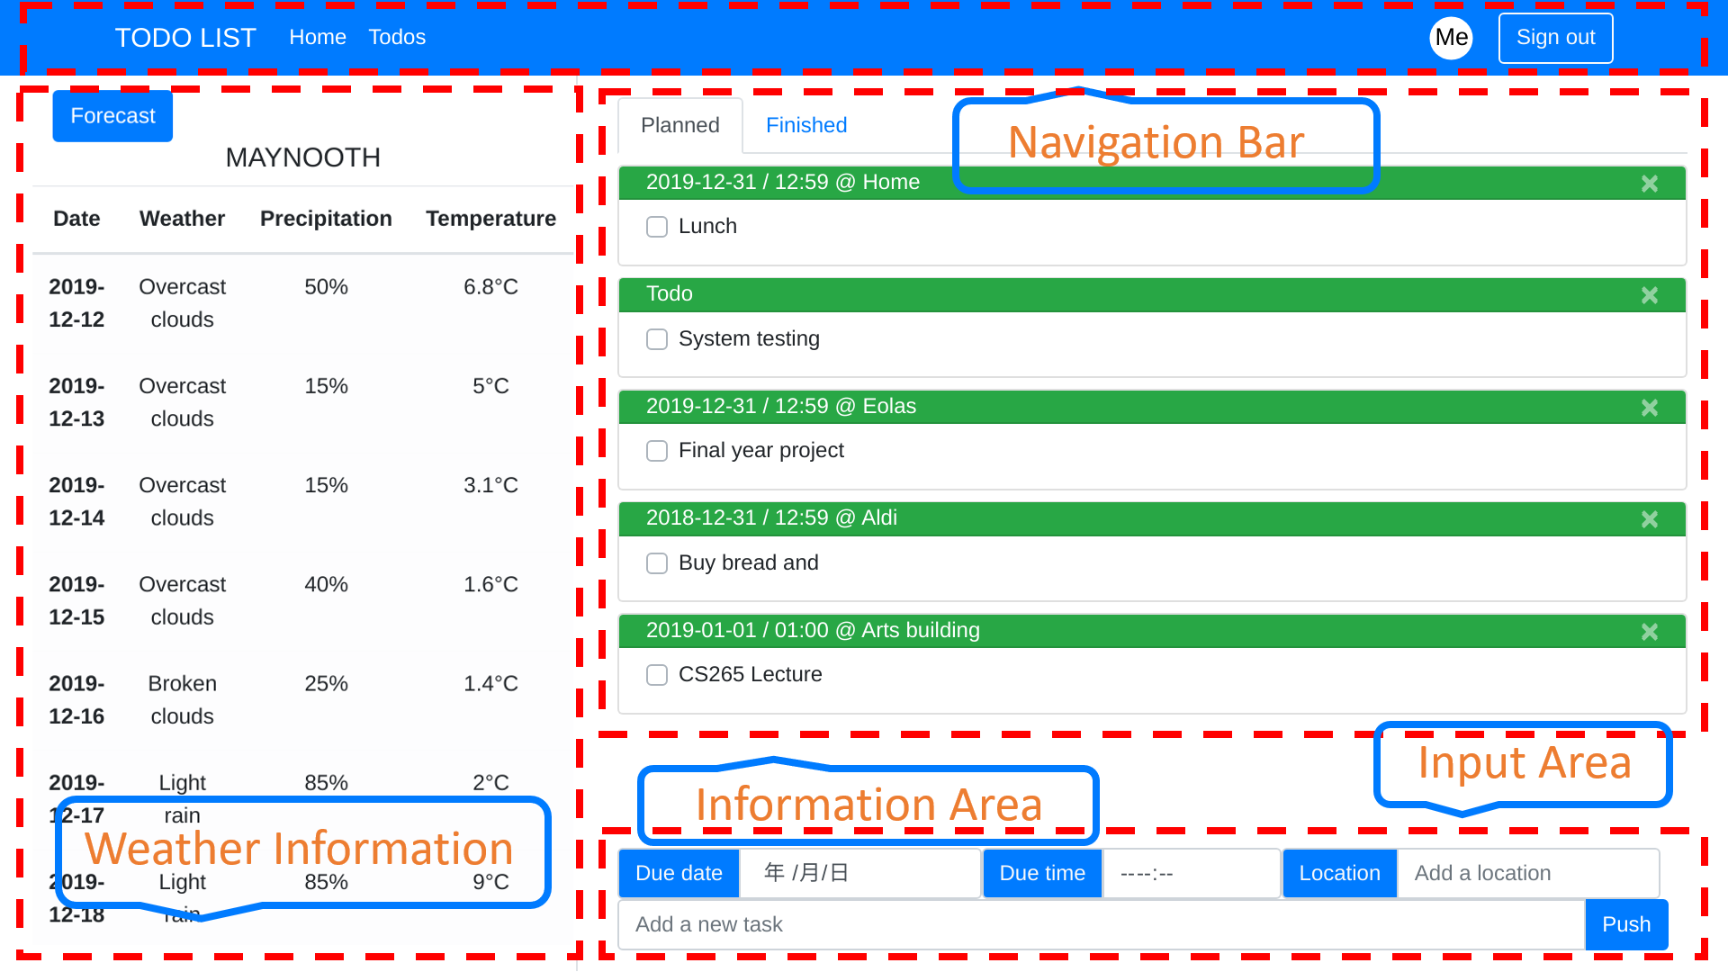 TODO LIST Home Todos Me Sign out
Forecast
MAYNOOTH
Date Weather Precipitation Temperature
2019-12-12 Overcast clouds 50% 6.8°C
2019-12-13 Overcast clouds 15% 5°C
2019-12-14 Overcast clouds 15% 3.1°C
2019-12-15 Overcast clouds 40% 1.6°C
2019-12-16 Broken clouds 25% 1.4°C
2019-12-17 Light rain 85% 2°C
Weather Information
2019-12-18 Light rain 85% 9°C
Planned Finished
Navigation Bar
2019-12-31 / 12:59 @ Home
Lunch
Todo
System testing
2019-12-31 / 12:59 @ Eolas
Final year project
2018-12-31 / 12:59 @ Aldi
Buy bread and
2019-01-01 / 01:00 @ Arts building
CS265 Lecture
Input Area
Information Area
Due date 年 /月/日 Due time ----:-- Location Add a location
Add a new task Push